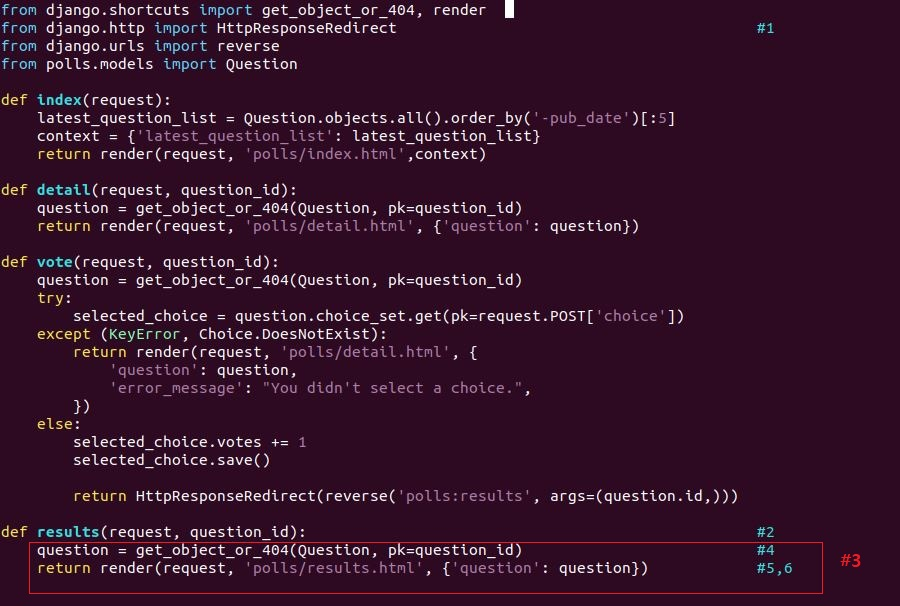 from django.shortcuts import get_object_or_404, render
from django.http import HttpResponseRedirect #1
from django.urls import reverse
from polls.models import Question
def index(request):
    latest_question_list = Question.objects.all().order_by('-pub_date')[:5]
    context = {'latest_question_list': latest_question_list}
    return render(request, 'polls/index.html',context)
def detail(request, question_id):
    question = get_object_or_404(Question, pk=question_id)
    return render(request, 'polls/detail.html', {'question': question})
def vote(request, question_id):
    question = get_object_or_404(Question, pk=question_id)
    try:
        selected_choice = question.choice_set.get(pk=request.POST['choice'])
    except (KeyError, Choice.DoesNotExist):
        return render(request, 'polls/detail.html', {
            'question': question,
            'error_message': "You didn't select a choice.",
        })
    else:
        selected_choice.votes += 1
        selected_choice.save()
        return HttpResponseRedirect(reverse('polls:results', args=(question.id,)))
def results(request, question_id): #2
    question = get_object_or_404(Question, pk=question_id) #4
    return render(request, 'polls/results.html', {'question': question}) #5,6
#3